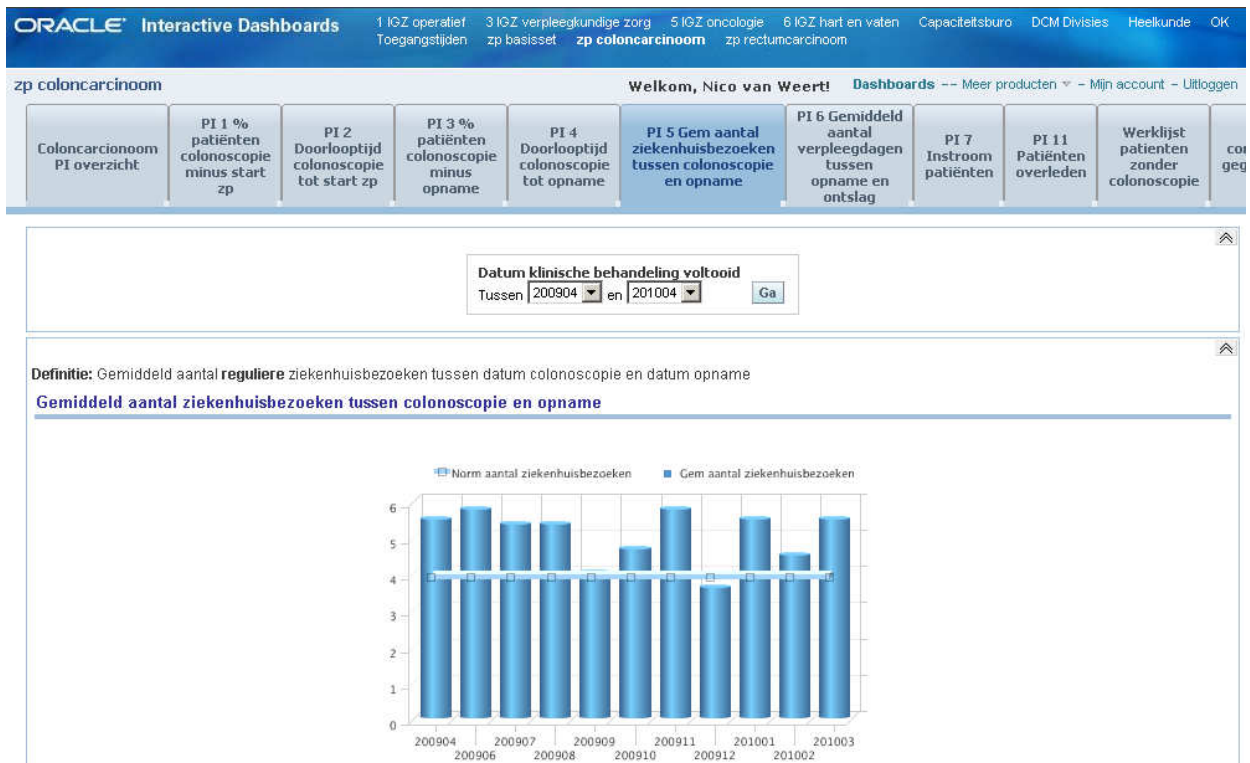 ORACLE Interactive Dashboards
1 IGZ operatief 3 IGZ verpleegkundige zorg 5 IGZ oncologie 6 IGZ hart en vaten Capaciteitsburo DCM Divisies Heelkunde OK
Toegangstijden zp basisset zp coloncarcinoom zp rectumcarcinoom
zp coloncarcinoom
Welkom, Nico van Weert! Dashboards -- Meer producten - Mijn account - Uitloggen
Coloncarcionoom
PI overzicht
PI 1 %
patiënten
colonoscopie
minus start
zp
PI 2
Doorlooptijd
colonoscopie
tot start zp
PI 3 %
patiënten
colonoscopie
minus
opname
PI 4
Doorlooptijd
colonoscopie
tot opname
PI 5 Gem aantal
ziekenhuisbezoeken
tussen colonoscopie
en opname
PI 6 Gemiddeld
aantal
verpleegdagen
tussen
opname en
ontslag
PI 7
Instroom
patiënten
PI 11
Patiënten
overleden
Werklijst
patienten
zonder
colonoscopie
Datum klinische behandeling voltooid
Tussen 200904 en 201004 Ga
Definitie: Gemiddeld aantal reguliere ziekenhuisbezoeken tussen datum colonoscopie en datum opname
Gemiddeld aantal ziekenhuisbezoeken tussen colonoscopie en opname
Norm aantal ziekenhuisbezoeken Gem aantal ziekenhuisbezoeken
6
5
4
3
2
1
0
200904 200907 200909 200911 201001 201003
200906 200908 200910 200912 201002